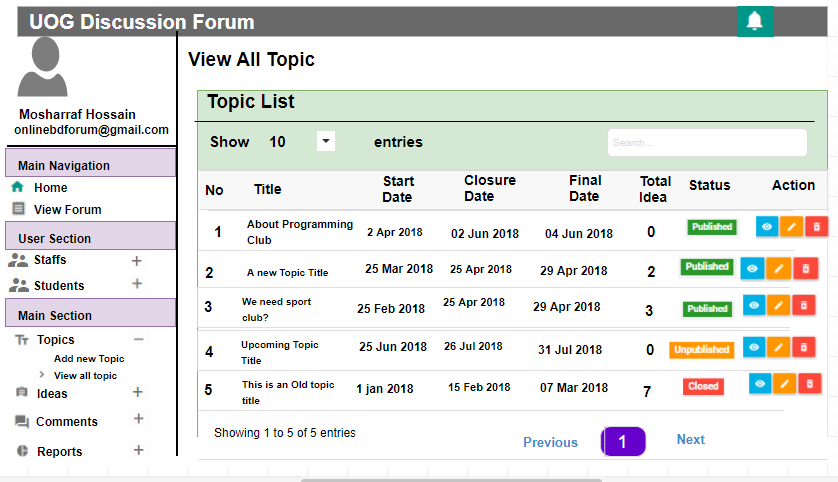 UOG Discussion Forum
Mosharraf Hossain
onlinebdforum@gmail.com
Main Navigation
Home
View Forum
User Section
Staffs +
Students +
Main Section
Topics −
Add new Topic
View all topic
Ideas +
Comments +
Reports +
View All Topic
Topic List
Show 10 entries
Search...
No Title Start Date Closure Date Final Date Total Idea Status Action
1 About Programming Club 2 Apr 2018 02 Jun 2018 04 Jun 2018 0 Published
2 A new Topic Title 25 Mar 2018 25 Apr 2018 29 Apr 2018 2 Published
3 We need sport club? 25 Feb 2018 25 Apr 2018 29 Apr 2018 3 Published
4 Upcoming Topic Title 25 Jun 2018 26 Jul 2018 31 Jul 2018 0 Unpublished
5 This is an Old topic title 1 jan 2018 15 Feb 2018 07 Mar 2018 7 Closed
Showing 1 to 5 of 5 entries
Previous 1 Next